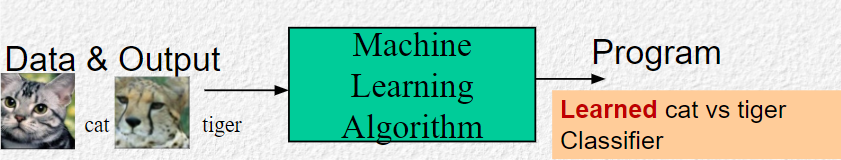 Data & Output
cat
tiger
Machine
Learning
Algorithm
Program
Learned cat vs tiger
Classifier